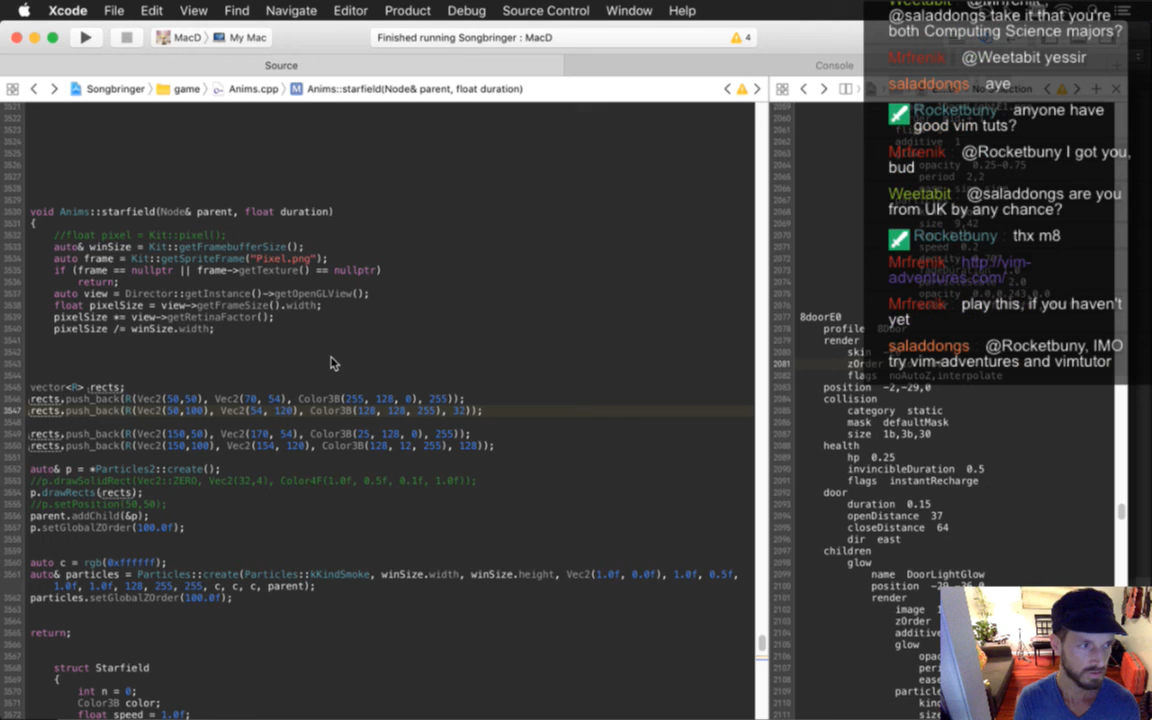 Xcode File Edit View Find Navigate Editor Product Debug Source Control Window Help
MacD My Mac
Finished running Songbringer : MacD
4
Source
Console
Songbringer game Anims.cpp M Anims::starfield(Node& parent, float duration)
void Anims::starfield(Node& parent, float duration)
{
//float pixel = Kit::pixel();
auto& winSize = Kit::getFramebufferSize();
auto frame = Kit::getSpriteFrame("Pixel.png");
if (frame == nullptr || frame->getTexture() == nullptr)
return;
auto view = Director::getInstance()->getOpenGLView();
float pixelSize = view->getFrameSize().width;
pixelSize *= view->getRetinaFactor();
pixelSize /= winSize.width;
vector<R> rects;
rects.push_back(R(Vec2(50,50), Vec2(70, 54), Color3B(255, 128, 0), 255));
rects.push_back(R(Vec2(50,100), Vec2(54, 120), Color3B(128, 128, 255), 32));
rects.push_back(R(Vec2(150,50), Vec2(170, 54), Color3B(25, 128, 0), 255));
rects.push_back(R(Vec2(150,100), Vec2(154, 120), Color3B(128, 12, 255), 128));
auto& p = *Particles2::create();
//p.drawSolidRect(Vec2::ZERO, Vec2(32,4), Color4F(1.0f, 0.5f, 0.1f, 1.0f));
p.drawRects(rects);
//p.setPosition(50,50);
parent.addChild(&p);
p.setGlobalZOrder(100.0f);
auto c = rgb(0xffffff);
auto& particles = Particles::create(Particles::kKindSmoke, winSize.width, winSize.height, Vec2(1.0f, 0.0f), 1.0f, 0.5f,
1.0f, 1.0f, 128, 255, 255, c, c, c, parent);
particles.setGlobalZOrder(100.0f);
return;
struct Starfield
{
int n = 0;
Color3B color;
float speed = 1.0f;
@saladdongs take it that you're
both Computing Science majors?
Mrfrenik @Weetabit yessir
saladdongs aye
Rocketbuny anyone have
good vim tuts?
Mrfrenik @Rocketbuny I got you,
bud
Weetabit @saladdongs are you
from UK by any chance?
Rocketbuny thx m8
Mrfrenik http://vim-
adventures.com/
Mrfrenik play this, if you haven't
yet
saladdongs @Rocketbuny, IMO
try vim-adventures and vimtutor
8doorE0
profile 8Door
render
skin
zOrder
flags noAutoZ,interpolate
position -2,-29,0
collision
category static
mask defaultMask
size 1b,3b,30
health
hp 0.25
invincibleDuration 0.5
flags instantRecharge
door
duration 0.15
openDistance 37
closeDistance 64
dir east
children
glow
name DoorLightGlow
render
image
zOrder
additive
glow